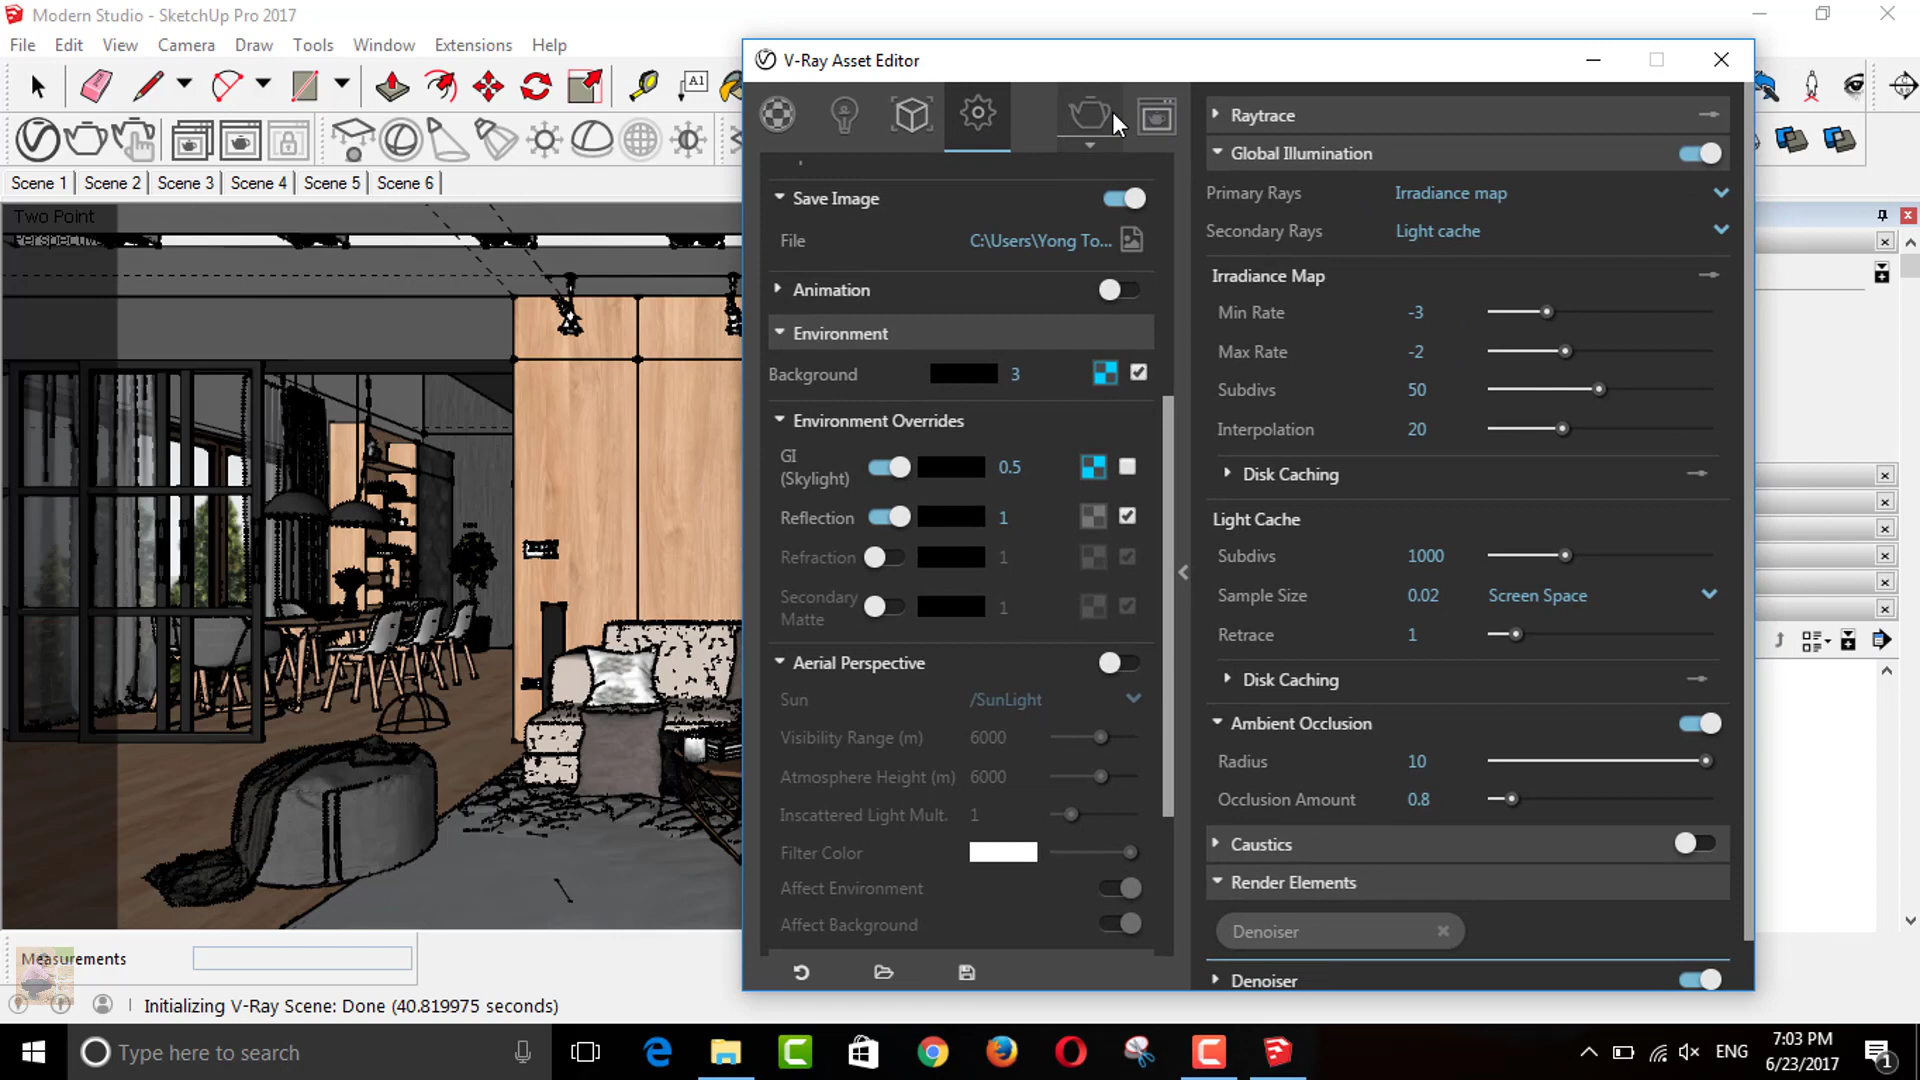 Modern Studio - SketchUp Pro 2017
File Edit View Camera Draw Tools Window Extensions Help
A1
Scene 1 Scene 2 Scene 3 Scene 4 Scene 5 Scene 6
Two Point
Perspective
V-Ray Asset Editor
Save Image
File C:\Users\Yong To...
Animation
Environment
Background 3
Environment Overrides
GI
(Skylight) 0.5
Reflection 1
Refraction 1
Secondary
Matte 1
Aerial Perspective
Sun /SunLight
Visibility Range (m) 6000
Atmosphere Height (m) 6000
Inscattered Light Mult. 1
Filter Color
Affect Environment
Affect Background
Raytrace
Global Illumination
Primary Rays Irradiance map
Secondary Rays Light cache
Irradiance Map
Min Rate -3
Max Rate -2
Subdivs 50
Interpolation 20
Disk Caching
Light Cache
Subdivs 1000
Sample Size 0.02 Screen Space
Retrace 1
Disk Caching
Ambient Occlusion
Radius 10
Occlusion Amount 0.8
Caustics
Render Elements
Denoiser
Denoiser
Measurements
Initializing V-Ray Scene: Done (40.819975 seconds)
Type here to search
ENG
7:03 PM
6/23/2017
1